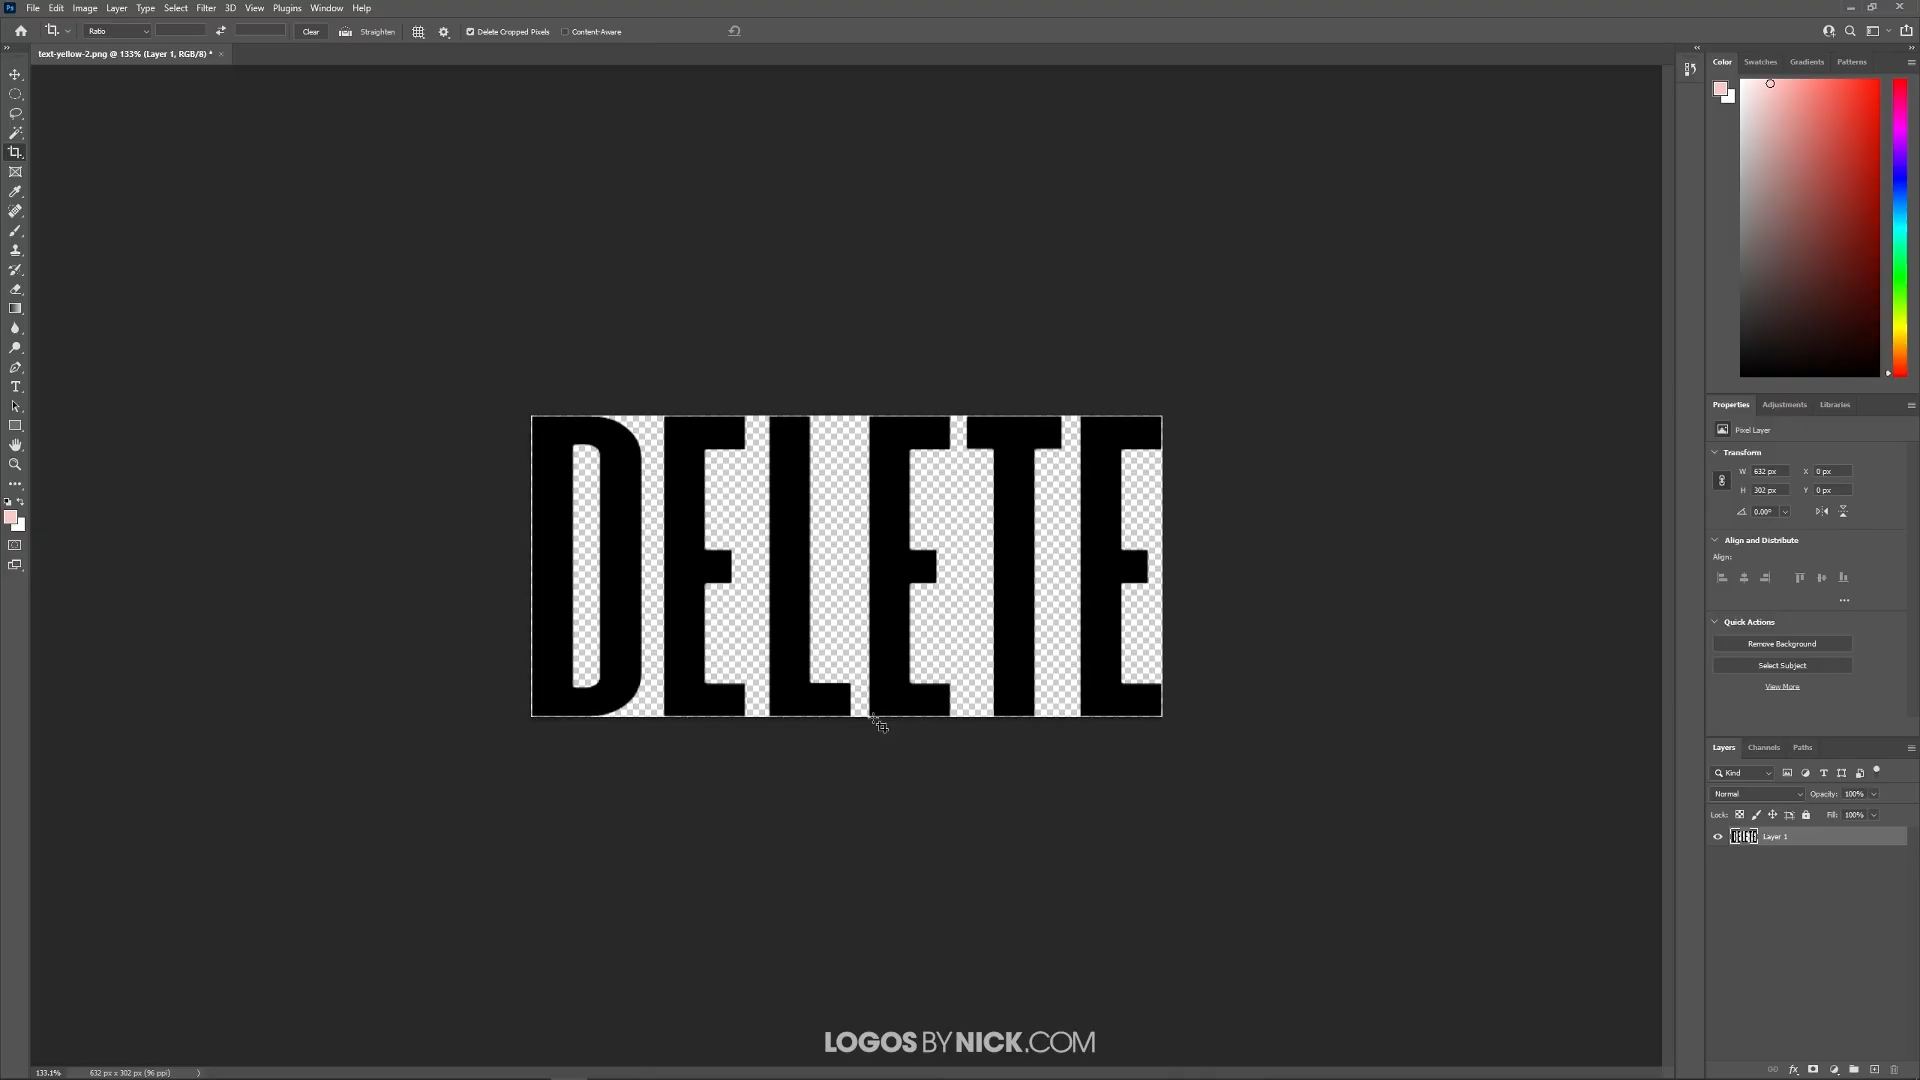 Ps File Edit Image Layer Type Select Filter 3D View Plugins Window Help
Ratio Clear Straighten Delete Cropped Pixels Content-Aware
text-yellow-2.png @ 133% (Layer 1, RGB/8) * ×
Color Swatches Gradients Patterns
DELETE
Properties Adjustments Libraries
Pixel Layer
Transform
W 632 px X 0 px
H 302 px Y 0 px
0.00°
Align and Distribute
Align:
Quick Actions
Remove Background
Select Subject
View More
Layers Channels Paths
Kind
Normal Opacity: 100%
Lock: Fill: 100%
DELETE Layer 1
LOGOS BY NICK.COM
133.1% 632 px x 302 px (96 ppi)